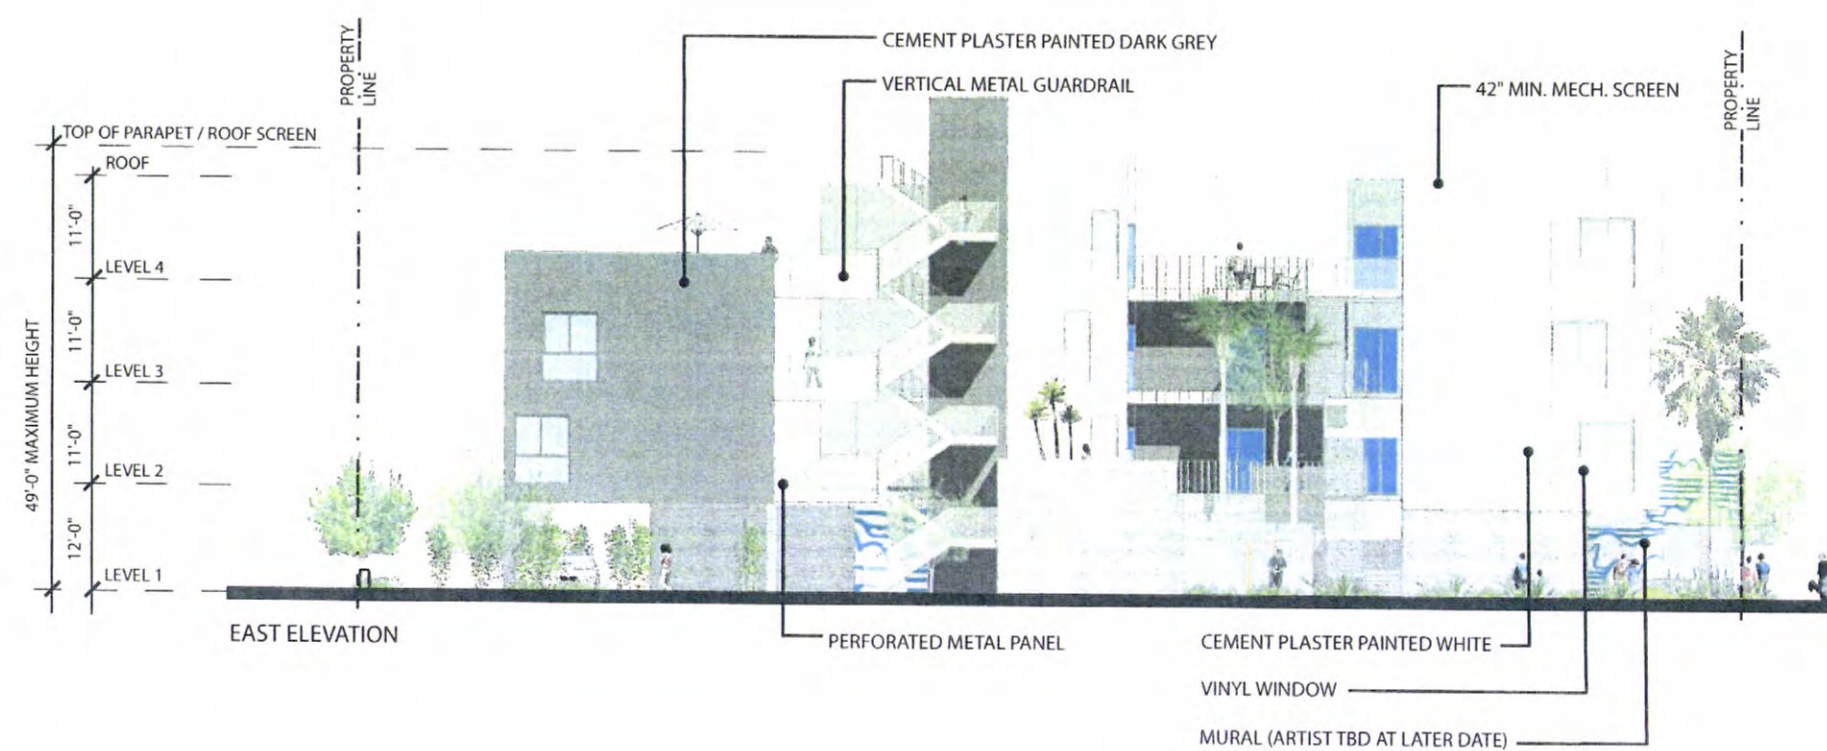 PROPERTY
LINE
CEMENT PLASTER PAINTED DARK GREY
VERTICAL METAL GUARDRAIL
42" MIN. MECH. SCREEN
PROPERTY
LINE
TOP OF PARAPET / ROOF SCREEN
ROOF
11'-0"
LEVEL 4
11'-0"
LEVEL 3
11'-0"
LEVEL 2
12'-0"
LEVEL 1
49'-0" MAXIMUM HEIGHT
EAST ELEVATION
PERFORATED METAL PANEL
CEMENT PLASTER PAINTED WHITE
VINYL WINDOW
MURAL (ARTIST TBD AT LATER DATE)